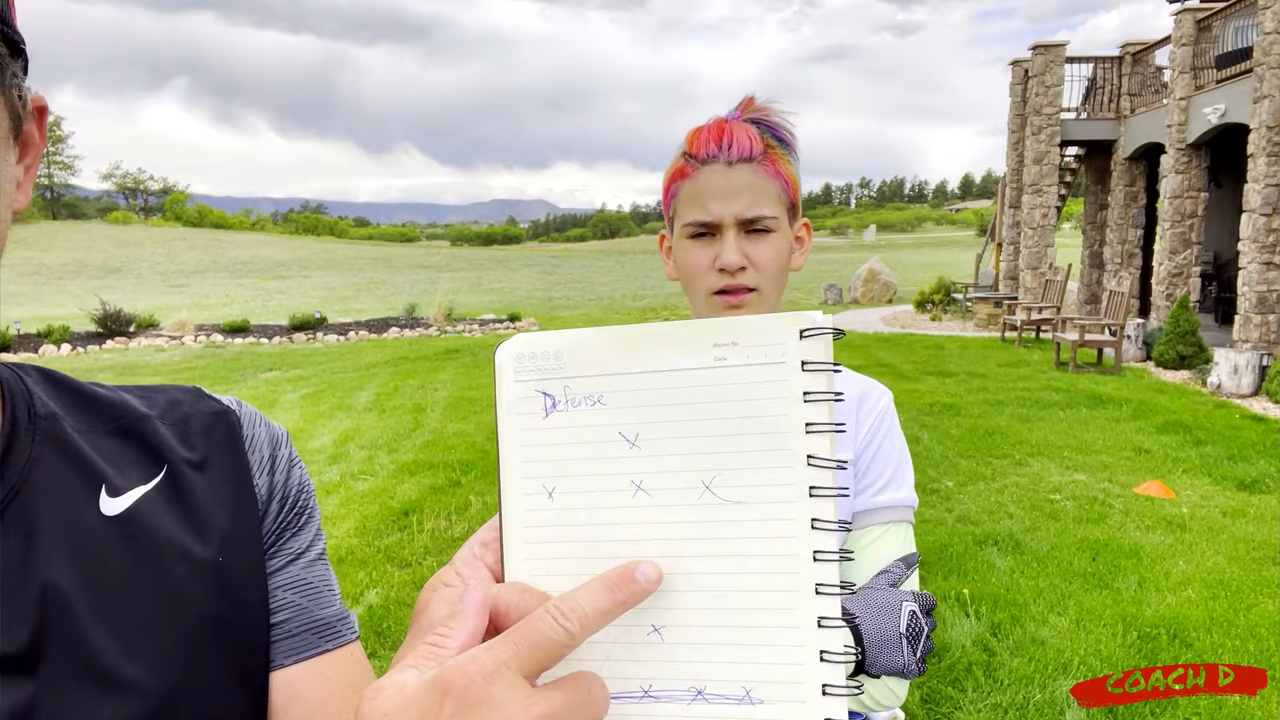 Memo No.
Date
Defense
X
X X X
X
X X X
COACH D